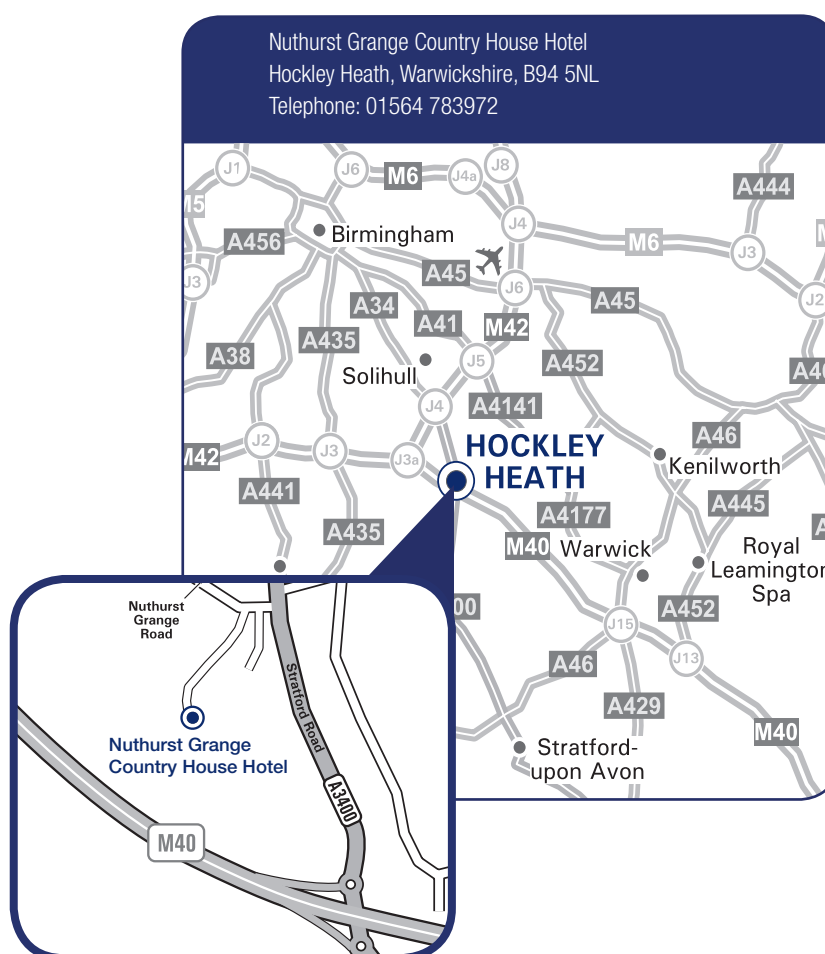 Nuthurst Grange Country House Hotel
Hockley Heath, Warwickshire, B94 5NL
Telephone: 01564 783972
J1
J6
M6
J4a
J8
A444
A456
Birmingham
J4
M6
J3
J3
A45
J6
A45
J2
A34
A41
M42
A38
A435
Solihull
J5
A452
J4
A4141
A46
J2
J3
J3a
M42
HOCKLEY
HEATH
Kenilworth
A441
A435
A4177
A445
M40
Warwick
Royal
Leamington
Spa
00
A452
J15
J13
A46
A429
M40
Stratford-
upon Avon
Nuthurst
Grange
Road
Stratford Road
Nuthurst Grange
Country House Hotel
A3400
M40